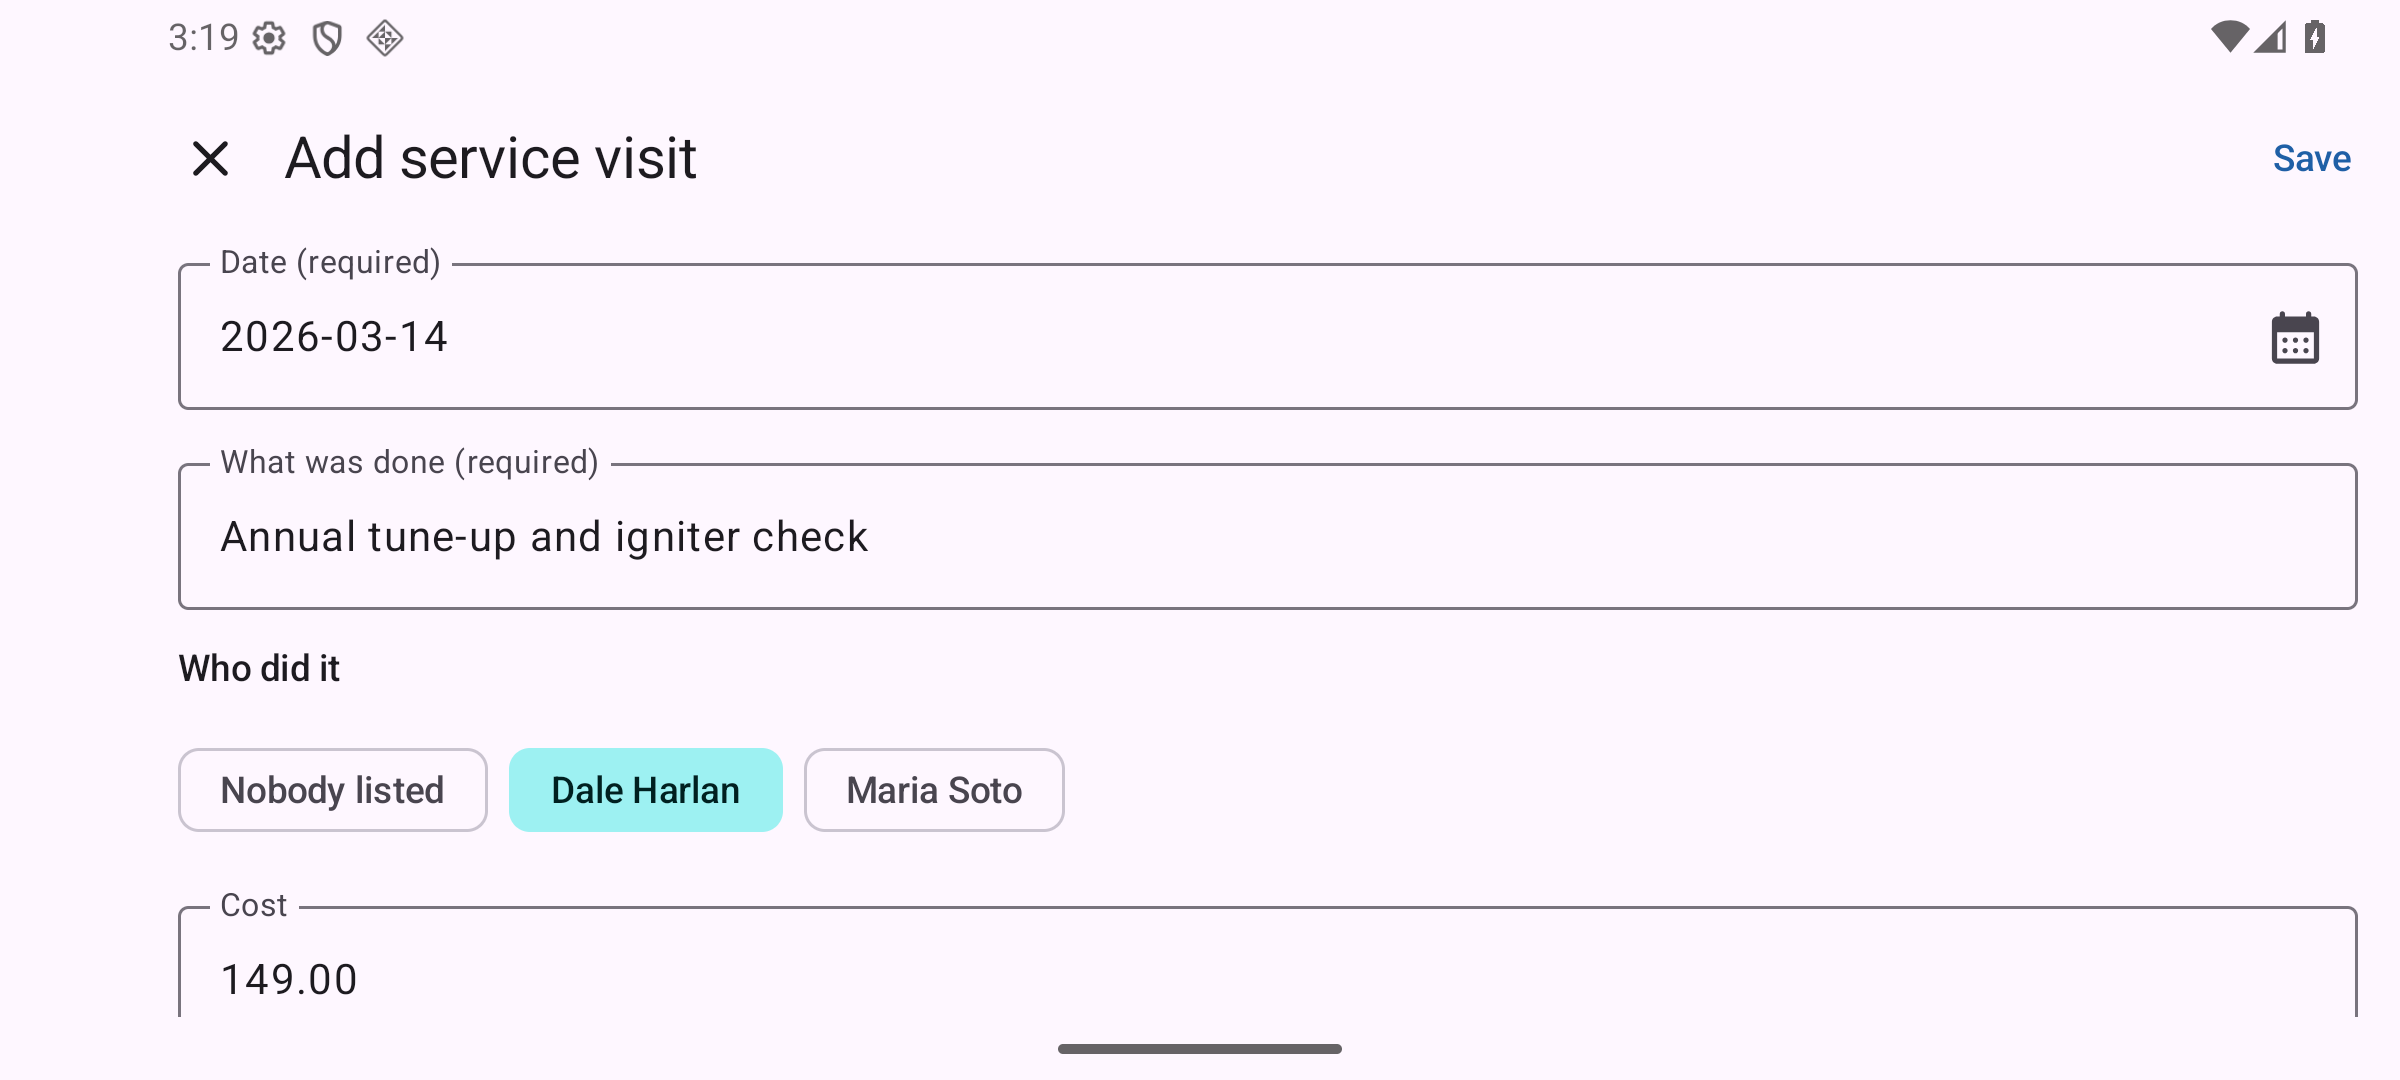 3:19
Add service visit
Save
Date (required)
2026-03-14
What was done (required)
Annual tune-up and igniter check
Who did it
Nobody listed
Dale Harlan
Maria Soto
Cost
149.00